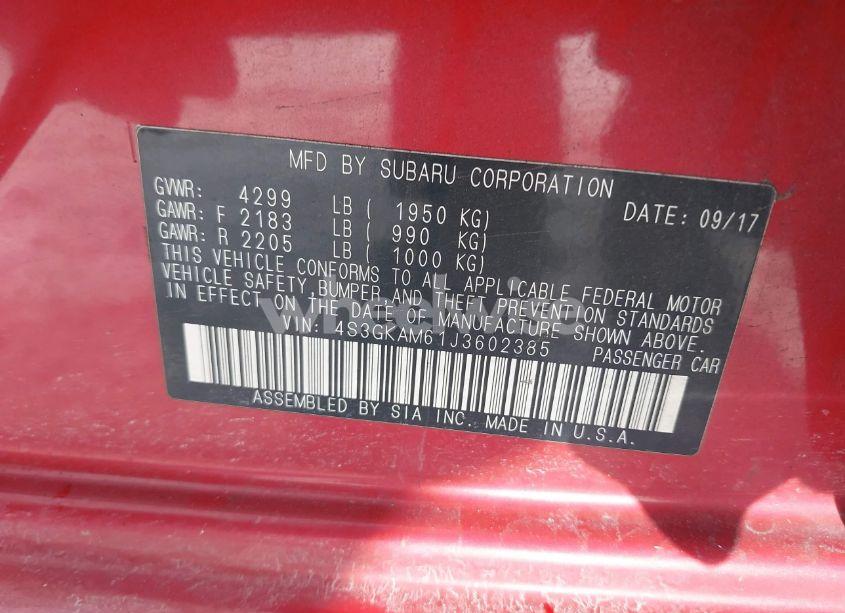 MFD BY SUBARU CORPORATION
GVWR: 4299 LB ( 1950 KG) DATE: 09/17
GAWR: F 2183 LB ( 990 KG)
GAWR: R 2205 LB ( 1000 KG)
THIS VEHICLE CONFORMS TO ALL APPLICABLE FEDERAL MOTOR
VEHICLE SAFETY,BUMPER AND THEFT PREVENTION STANDARDS
IN EFFECT ON THE DATE OF MANUFACTURE SHOWN ABOVE.
VIN: 4S3GKAM61J3602385 PASSENGER CAR
ASSEMBLED BY SIA INC. MADE IN U.S.A.